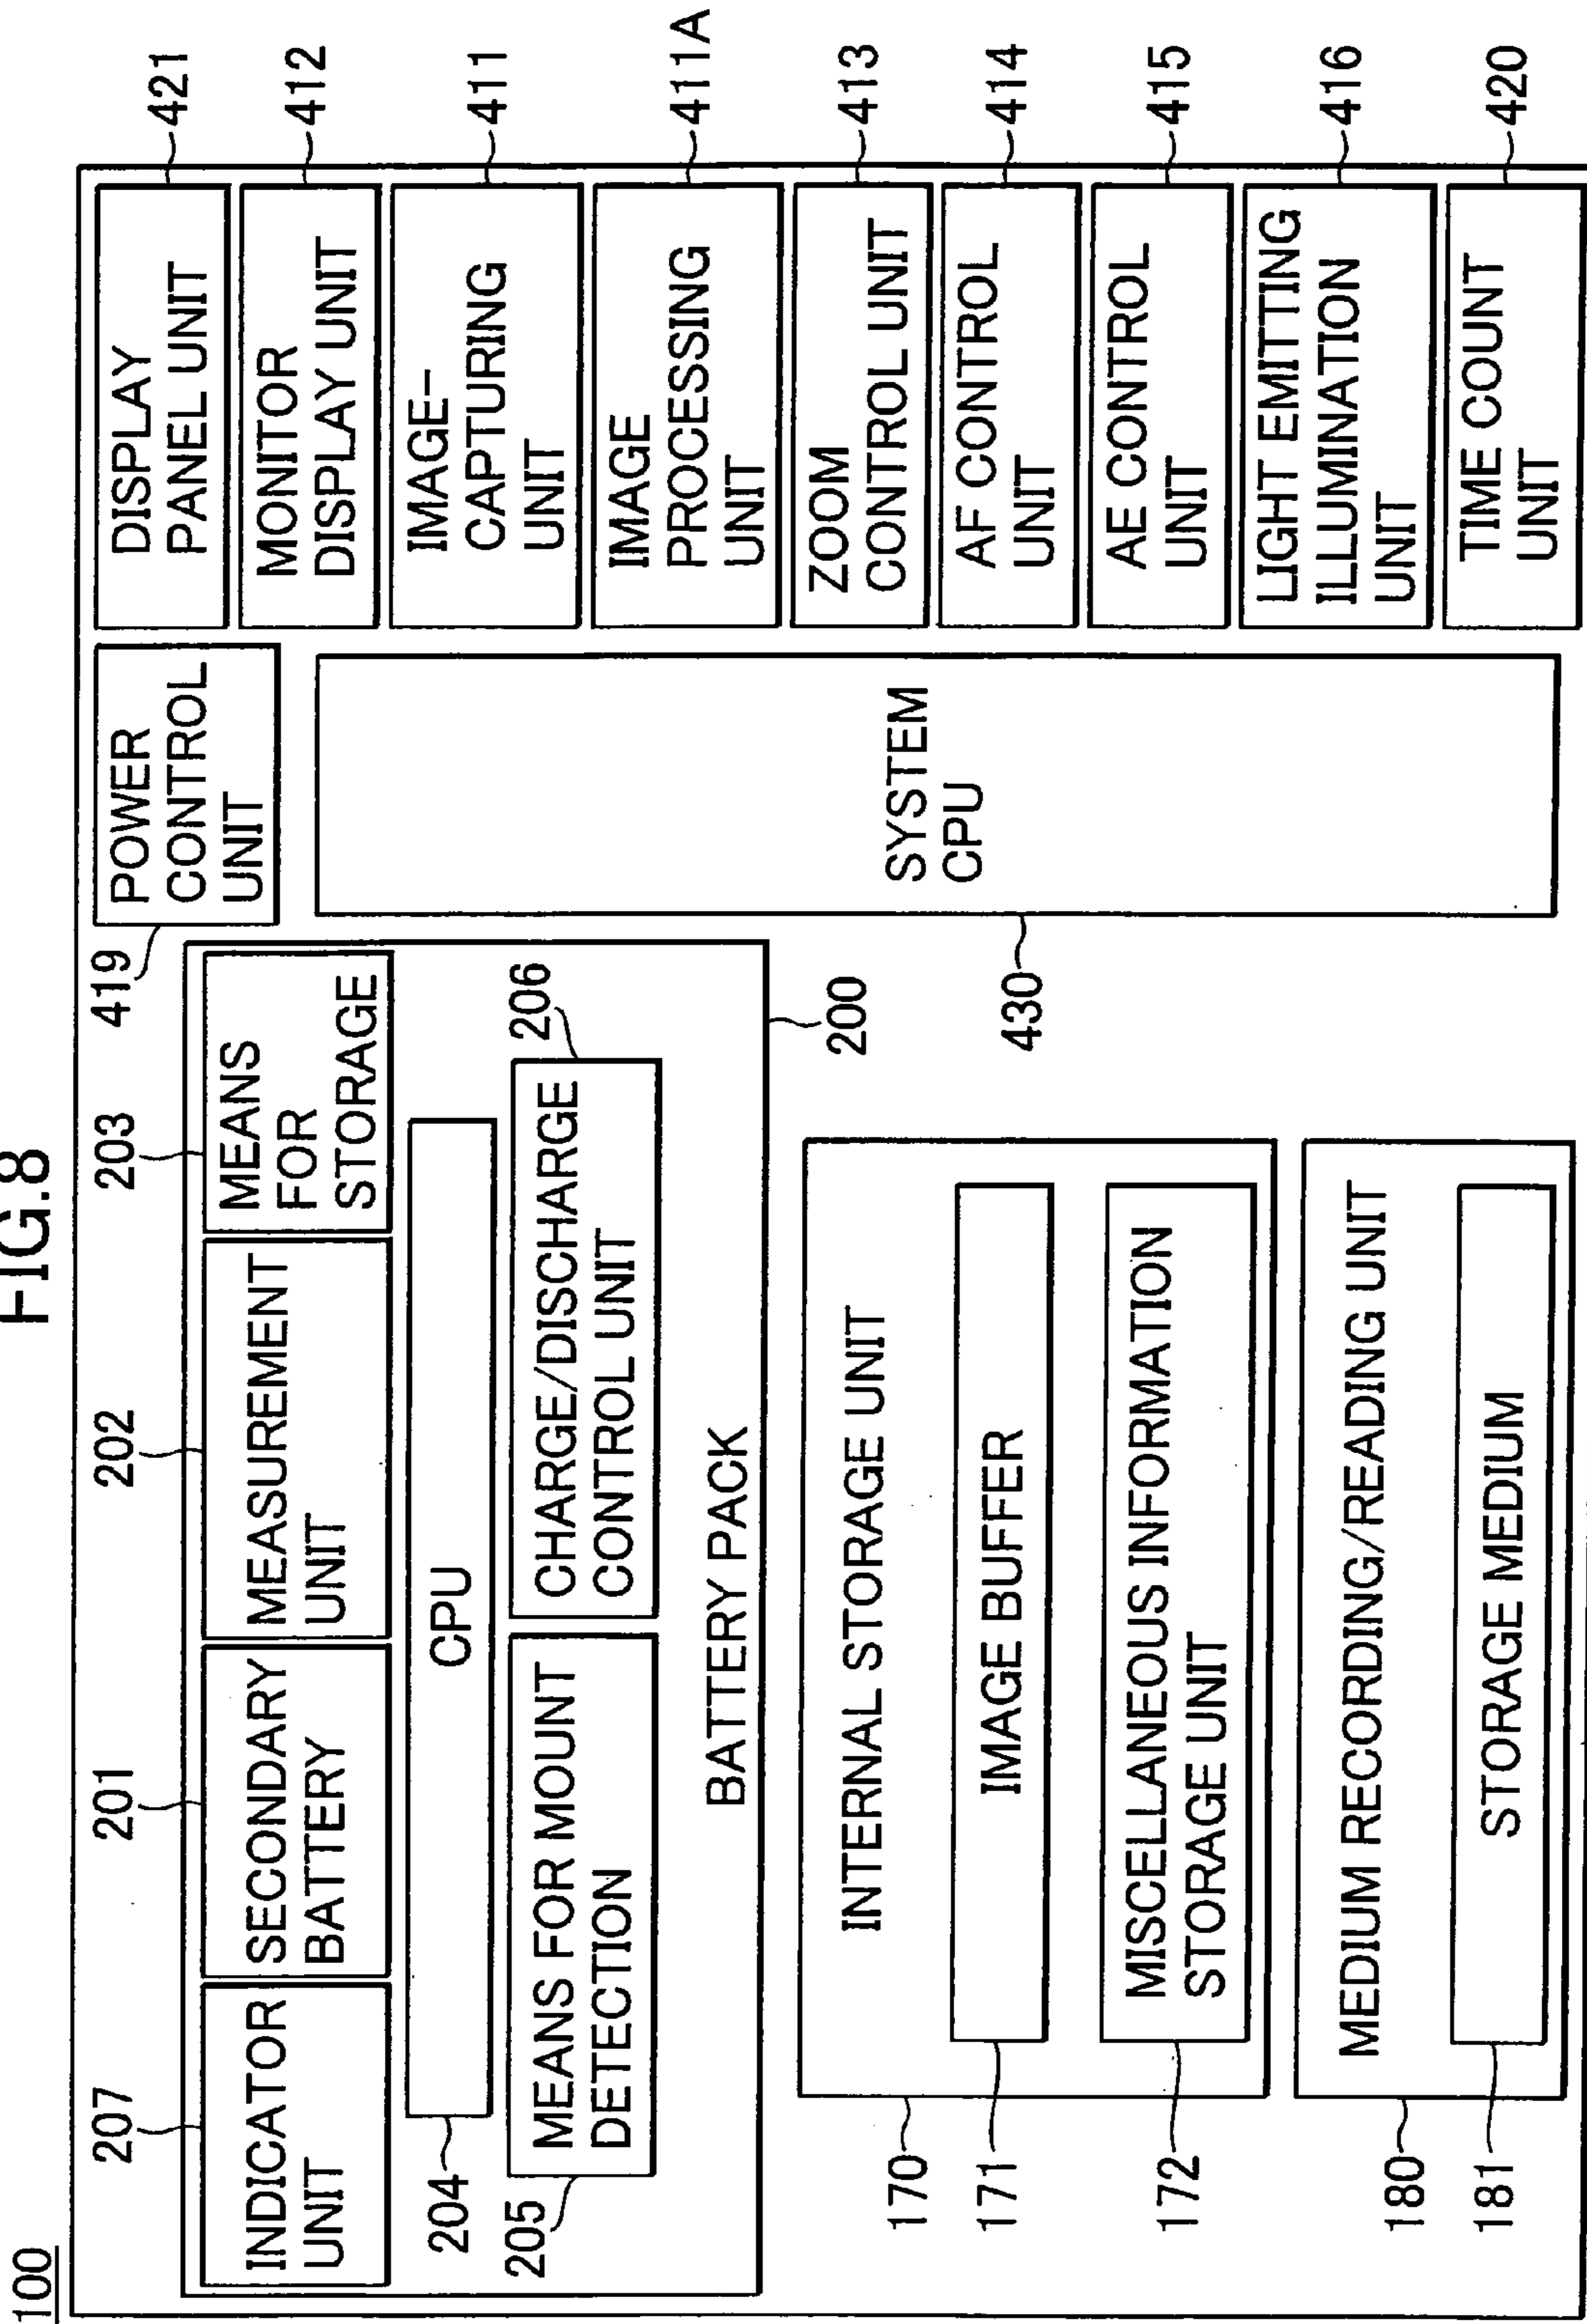 FIG.8
100
207
201
202
203
419
INDICATOR
UNIT
SECONDARY
BATTERY
MEASUREMENT
UNIT
MEANS
FOR
STORAGE
204
CPU
205
MEANS FOR MOUNT
DETECTION
CHARGE/DISCHARGE
CONTROL UNIT
206
BATTERY PACK
200
POWER
CONTROL
UNIT
SYSTEM
CPU
430
170
INTERNAL STORAGE UNIT
171
IMAGE BUFFER
172
MISCELLANEOUS INFORMATION
STORAGE UNIT
180
MEDIUM RECORDING/READING UNIT
181
STORAGE MEDIUM
DISPLAY
PANEL UNIT
421
MONITOR
DISPLAY UNIT
412
IMAGE-
CAPTURING
UNIT
411
IMAGE
PROCESSING
UNIT
411A
ZOOM
CONTROL UNIT
413
AF CONTROL
UNIT
414
AE CONTROL
UNIT
415
LIGHT EMITTING
ILLUMINATION
UNIT
416
TIME COUNT
UNIT
420